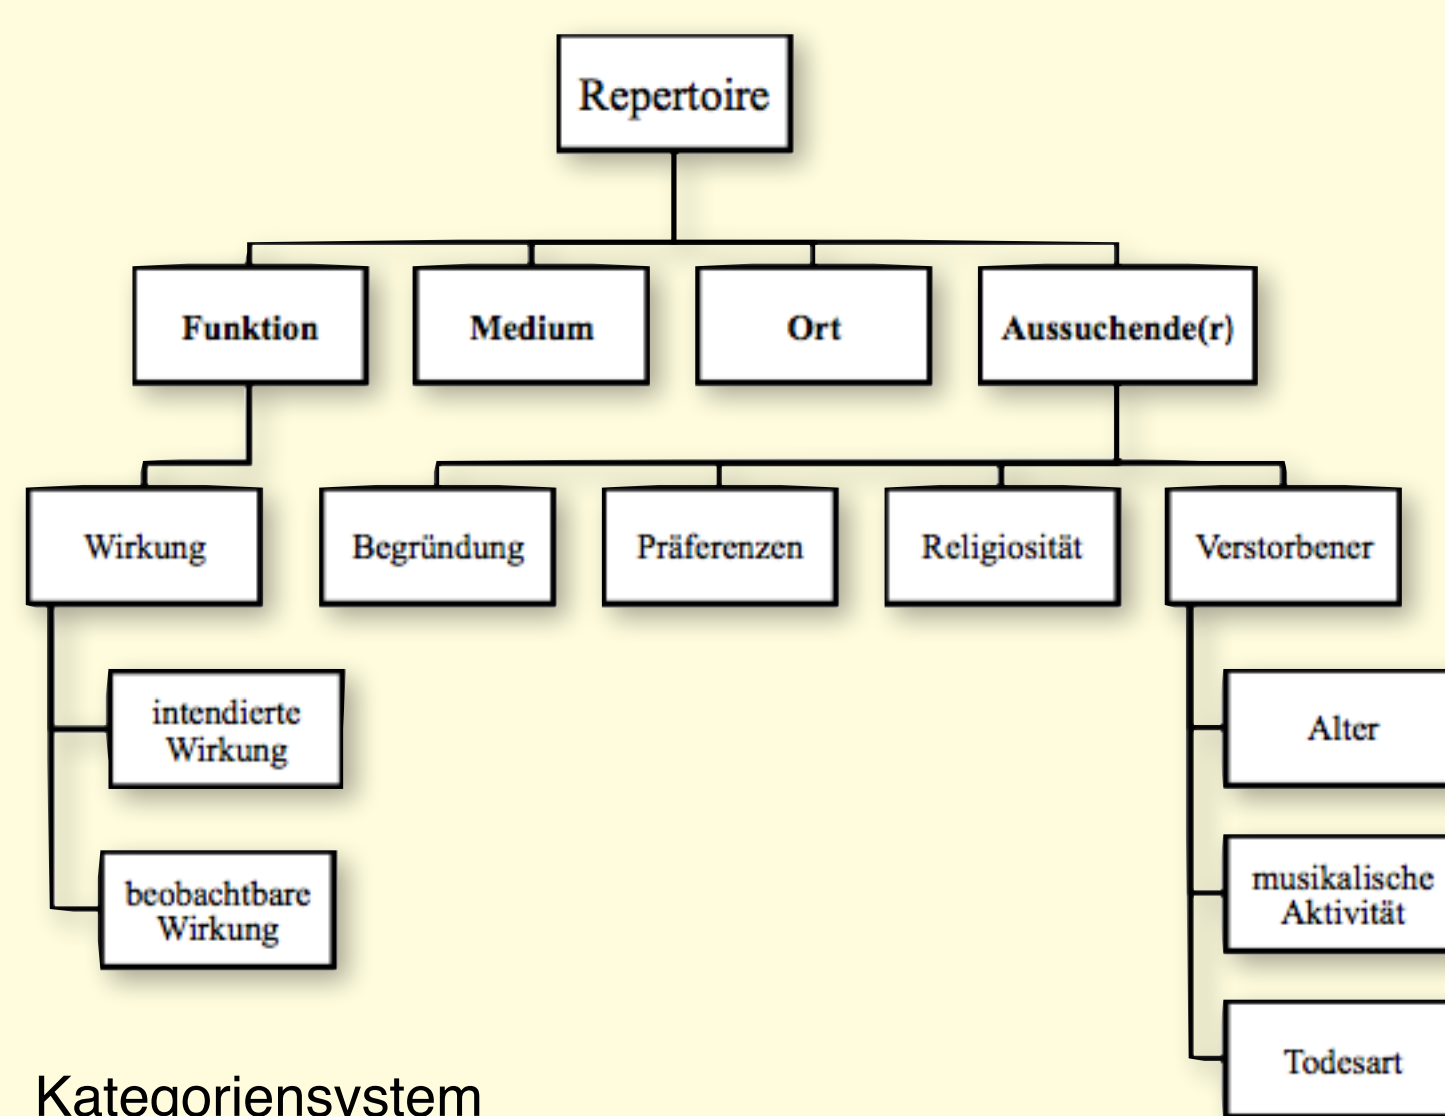 Repertoire
Funktion
Medium
Ort
Aussuchende(r)
Wirkung
Begründung
Präferenzen
Religiosität
Verstorbener
intendierte
Wirkung
Alter
beobachtbare
Wirkung
musikalische
Aktivität
Todesart
Kategoriensystem